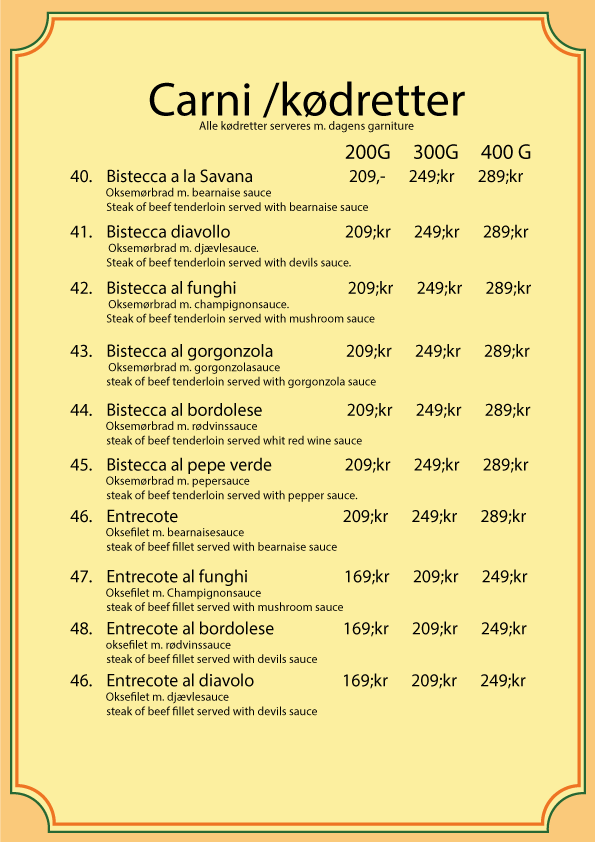 Carni /kødretter
Alle kødretter serveres m. dagens garniture
200G 300G 400 G
40. Bistecca a la Savana 209,- 249;kr 289;kr
Oksemørbrad m. bearnaise sauce
Steak of beef tenderloin served with bearnaise sauce
41. Bistecca diavollo 209;kr 249;kr 289;kr
Oksemørbrad m. djævlesauce.
Steak of beef tenderloin served with devils sauce.
42. Bistecca al funghi 209;kr 249;kr 289;kr
Oksemørbrad m. champignonsauce.
Steak of beef tenderloin served with mushroom sauce
43. Bistecca al gorgonzola 209;kr 249;kr 289;kr
Oksemørbrad m. gorgonzolasauce
steak of beef tenderloin served with gorgonzola sauce
44. Bistecca al bordolese 209;kr 249;kr 289;kr
Oksemørbrad m. rødvinssauce
steak of beef tenderloin served whit red wine sauce
45. Bistecca al pepe verde 209;kr 249;kr 289;kr
Oksemørbrad m. pepersauce
steak of beef tenderloin served with pepper sauce.
46. Entrecote 209;kr 249;kr 289;kr
Oksefilet m. bearnaisesauce
steak of beef fillet served with bearnaise sauce
47. Entrecote al funghi 169;kr 209;kr 249;kr
Oksefilet m. Champignonsauce
steak of beef fillet served with mushroom sauce
48. Entrecote al bordolese 169;kr 209;kr 249;kr
oksefilet m. rødvinssauce
steak of beef fillet served with devils sauce
46. Entrecote al diavolo 169;kr 209;kr 249;kr
Oksefilet m. djævlesauce
steak of beef fillet served with devils sauce